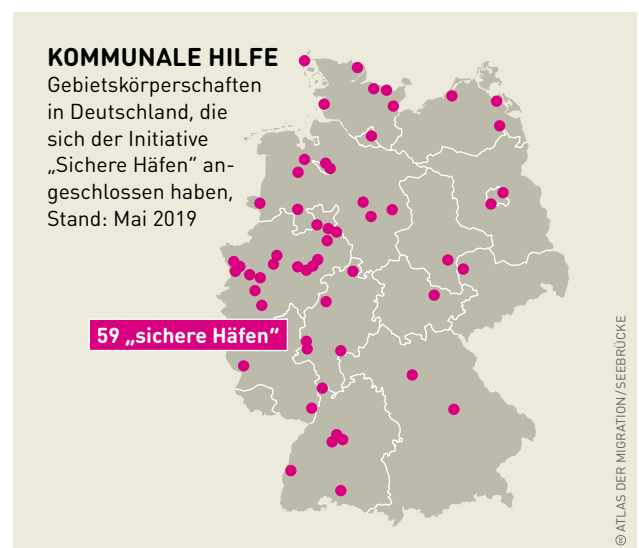 KOMMUNALE HILFE
Gebietskörperschaften
in Deutschland, die
sich der Initiative
„Sichere Häfen“ an-
geschlossen haben,
Stand: Mai 2019
59 „sichere Häfen“
© ATLAS DER MIGRATION/SEEBRÜCKE